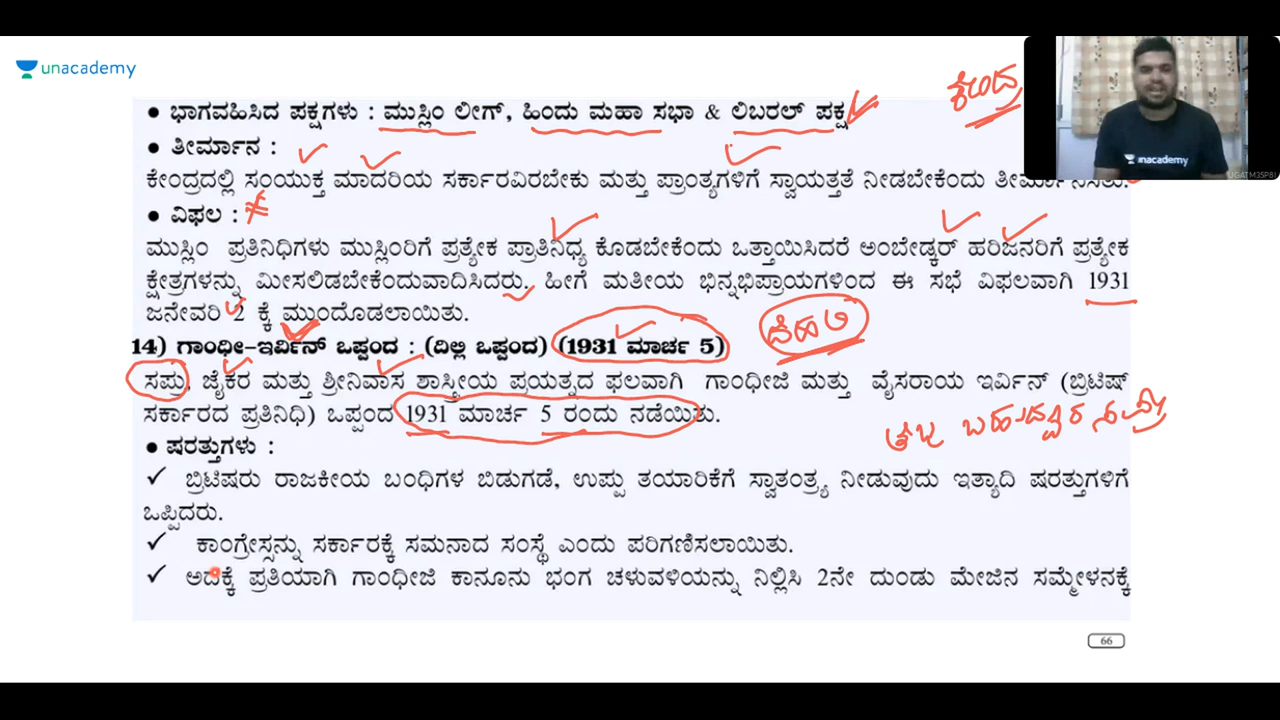 unacademy
ಕೇಂದ್ರ
unacademy
• ಭಾಗವಹಿಸಿದ ಪಕ್ಷಗಳು : ಮುಸ್ಲಿಂ ಲೀಗ್, ಹಿಂದು ಮಹಾ ಸಭಾ & ಲಿಬರಲ್ ಪಕ್ಷ
• ತೀರ್ಮಾನ :
ಕೇಂದ್ರದಲ್ಲಿ ಸಂಯುಕ್ತ ಮಾದರಿಯ ಸರ್ಕಾರವಿರಬೇಕು ಮತ್ತು ಪ್ರಾಂತ್ಯಗಳಿಗೆ ಸ್ವಾಯತ್ತತೆ ನೀಡಬೇಕೆಂದು ತೀರ್ಮಾನಿಸಿತು.
• ವಿಫಲ :
ಮುಸ್ಲಿಂ ಪ್ರತಿನಿಧಿಗಳು ಮುಸ್ಲಿಂರಿಗೆ ಪ್ರತ್ಯೇಕ ಪ್ರಾತಿನಿಧ್ಯ ಕೊಡಬೇಕೆಂದು ಒತ್ತಾಯಿಸಿದರೆ ಅಂಬೇಡ್ಕರ್ ಹರಿಜನರಿಗೆ ಪ್ರತ್ಯೇಕ
ಕ್ಷೇತ್ರಗಳನ್ನು ಮೀಸಲಿಡಬೇಕೆಂದುವಾದಿಸಿದರು. ಹೀಗೆ ಮತೀಯ ಭಿನ್ನಭಿಪ್ರಾಯಗಳಿಂದ ಈ ಸಭೆ ವಿಫಲವಾಗಿ 1931
ಜನೇವರಿ 2 ಕ್ಕೆ ಮುಂದೂಡಲಾಯಿತು.
14) ಗಾಂಧೀ-ಇರ್ವಿನ್ ಒಪ್ಪಂದ : (ದಿಲ್ಲಿ ಒಪ್ಪಂದ) (1931 ಮಾರ್ಚ 5)
ದೆಹಲಿ
ಸಪ್ರು, ಜೈಕರ ಮತ್ತು ಶ್ರೀನಿವಾಸ ಶಾಸ್ತ್ರೀಯ ಪ್ರಯತ್ನದ ಫಲವಾಗಿ ಗಾಂಧೀಜಿ ಮತ್ತು ವೈಸರಾಯ ಇರ್ವಿನ್ (ಬ್ರಿಟಿಷ್
ಸರ್ಕಾರದ ಪ್ರತಿನಿಧಿ) ಒಪ್ಪಂದ 1931 ಮಾರ್ಚ 5 ರಂದು ನಡೆಯಿತು.
ತೇಜ ಬಹುದ್ದೂರ ಸಪ್ರು
• ಷರತ್ತುಗಳು :
✓ ಬ್ರಿಟಿಷರು ರಾಜಕೀಯ ಬಂಧಿಗಳ ಬಿಡುಗಡೆ, ಉಪ್ಪು ತಯಾರಿಕೆಗೆ ಸ್ವಾತಂತ್ರ್ಯ ನೀಡುವುದು ಇತ್ಯಾದಿ ಷರತ್ತುಗಳಿಗೆ
ಒಪ್ಪಿದರು.
✓ ಕಾಂಗ್ರೇಸ್ಸನ್ನು ಸರ್ಕಾರಕ್ಕೆ ಸಮನಾದ ಸಂಸ್ಥೆ ಎಂದು ಪರಿಗಣಿಸಲಾಯಿತು.
✓ ಅದಕ್ಕೆ ಪ್ರತಿಯಾಗಿ ಗಾಂಧೀಜಿ ಕಾನೂನು ಭಂಗ ಚಳುವಳಿಯನ್ನು ನಿಲ್ಲಿಸಿ 2ನೇ ದುಂಡು ಮೇಜಿನ ಸಮ್ಮೇಳನಕ್ಕೆ
66